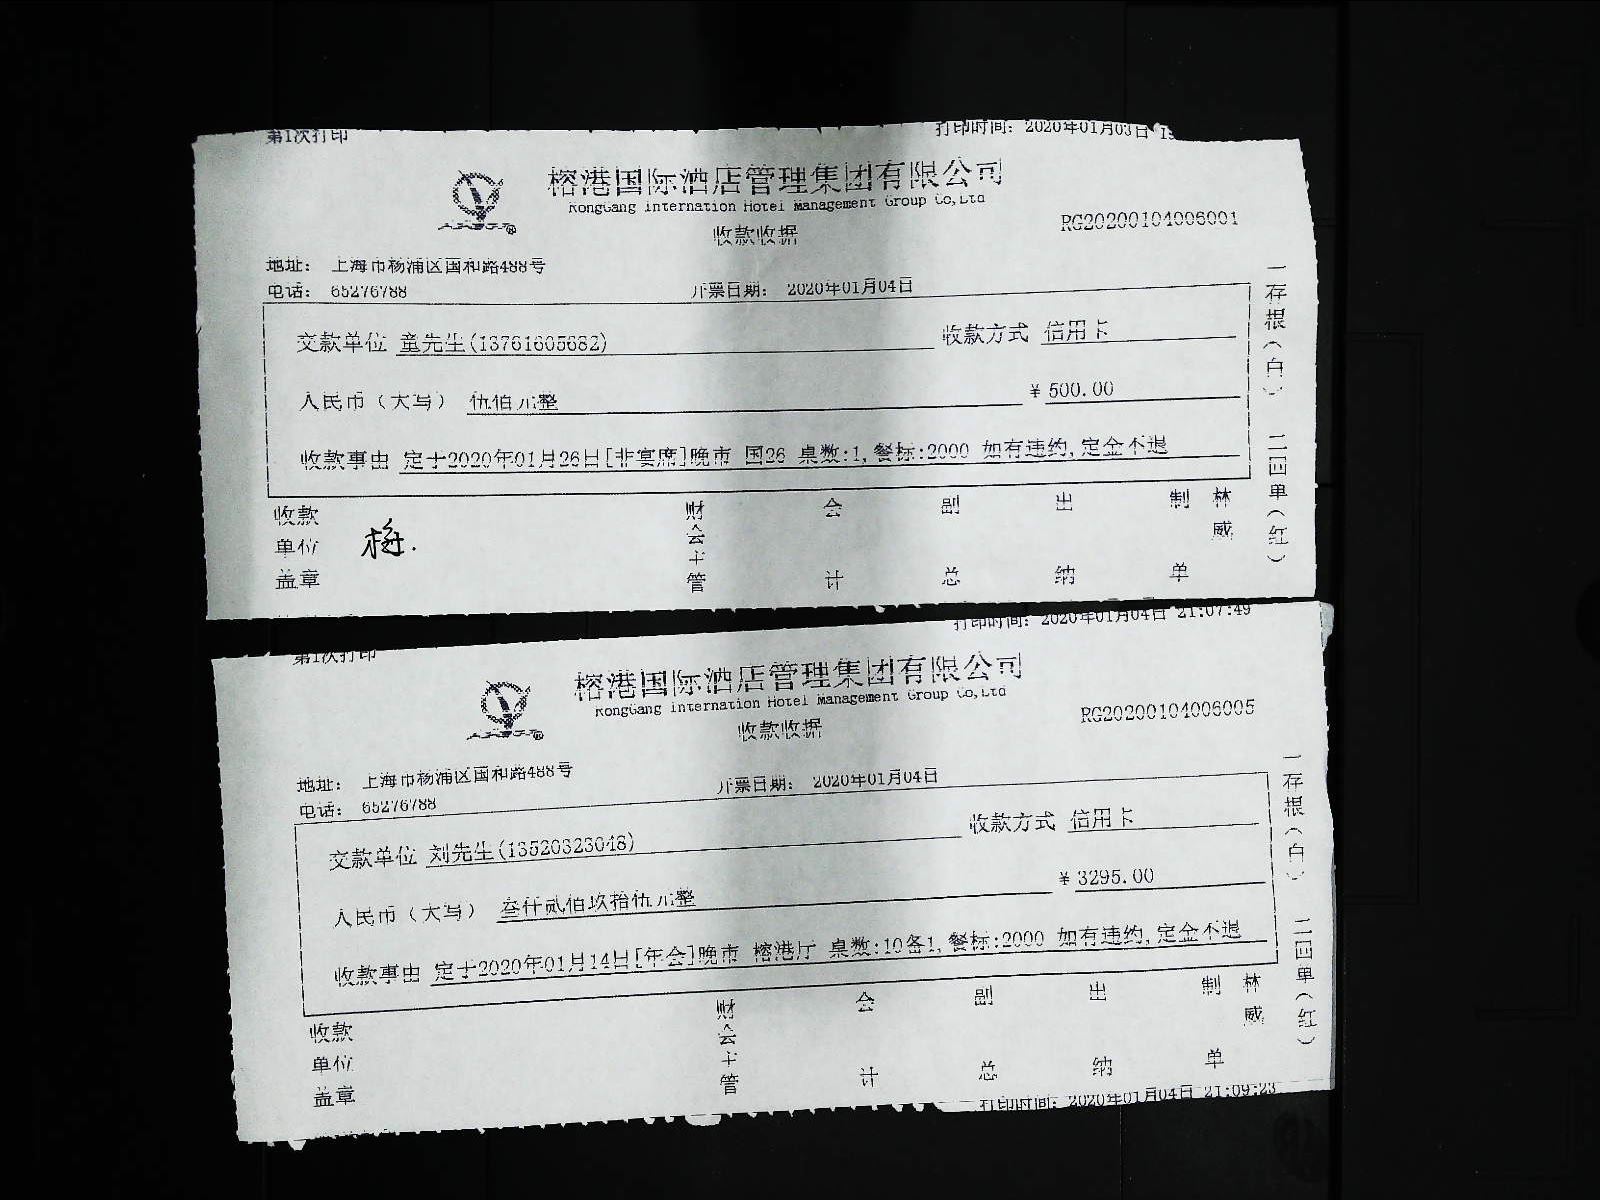 第1次打印 打印时间: 2020年01月03日
榕港国际酒店管理集团有限公司
RongGang Internation Hotel Management Group Co,Ltd
收款收据
RG20200104006001
地址: 上海市杨浦区国和路488号
电话: 65276788 开票日期: 2020年01月04日
交款单位 童先生(13761605682) 收款方式 信用卡
人民币(大写) 伍佰元整 ¥500.00
收款事由 定于2020年01月26日[非宴席]晚市 国26 桌数:1,餐标:2000 如有违约,定金不退
收款单位盖章 梅. 财会主管 会计 副总 出纳 制单 林威
一存根(白) 二回单(红)
第1次打印 打印时间: 2020年01月04日 21:07:49
榕港国际酒店管理集团有限公司
RongGang Internation Hotel Management Group Co,Ltd
收款收据
RG20200104006005
地址: 上海市杨浦区国和路488号
电话: 65276788 开票日期: 2020年01月04日
交款单位 刘先生(13520323048) 收款方式 信用卡
人民币(大写) 叁仟贰佰玖拾伍元整 ¥3295.00
收款事由 定于2020年01月14日[年会]晚市 榕港厅 桌数:10备1,餐标:2000 如有违约,定金不退
收款单位盖章 财会主管 会计 副总 出纳 制单 林威
一存根(白) 二回单(红)
打印时间: 2020年01月04日 21:09:23